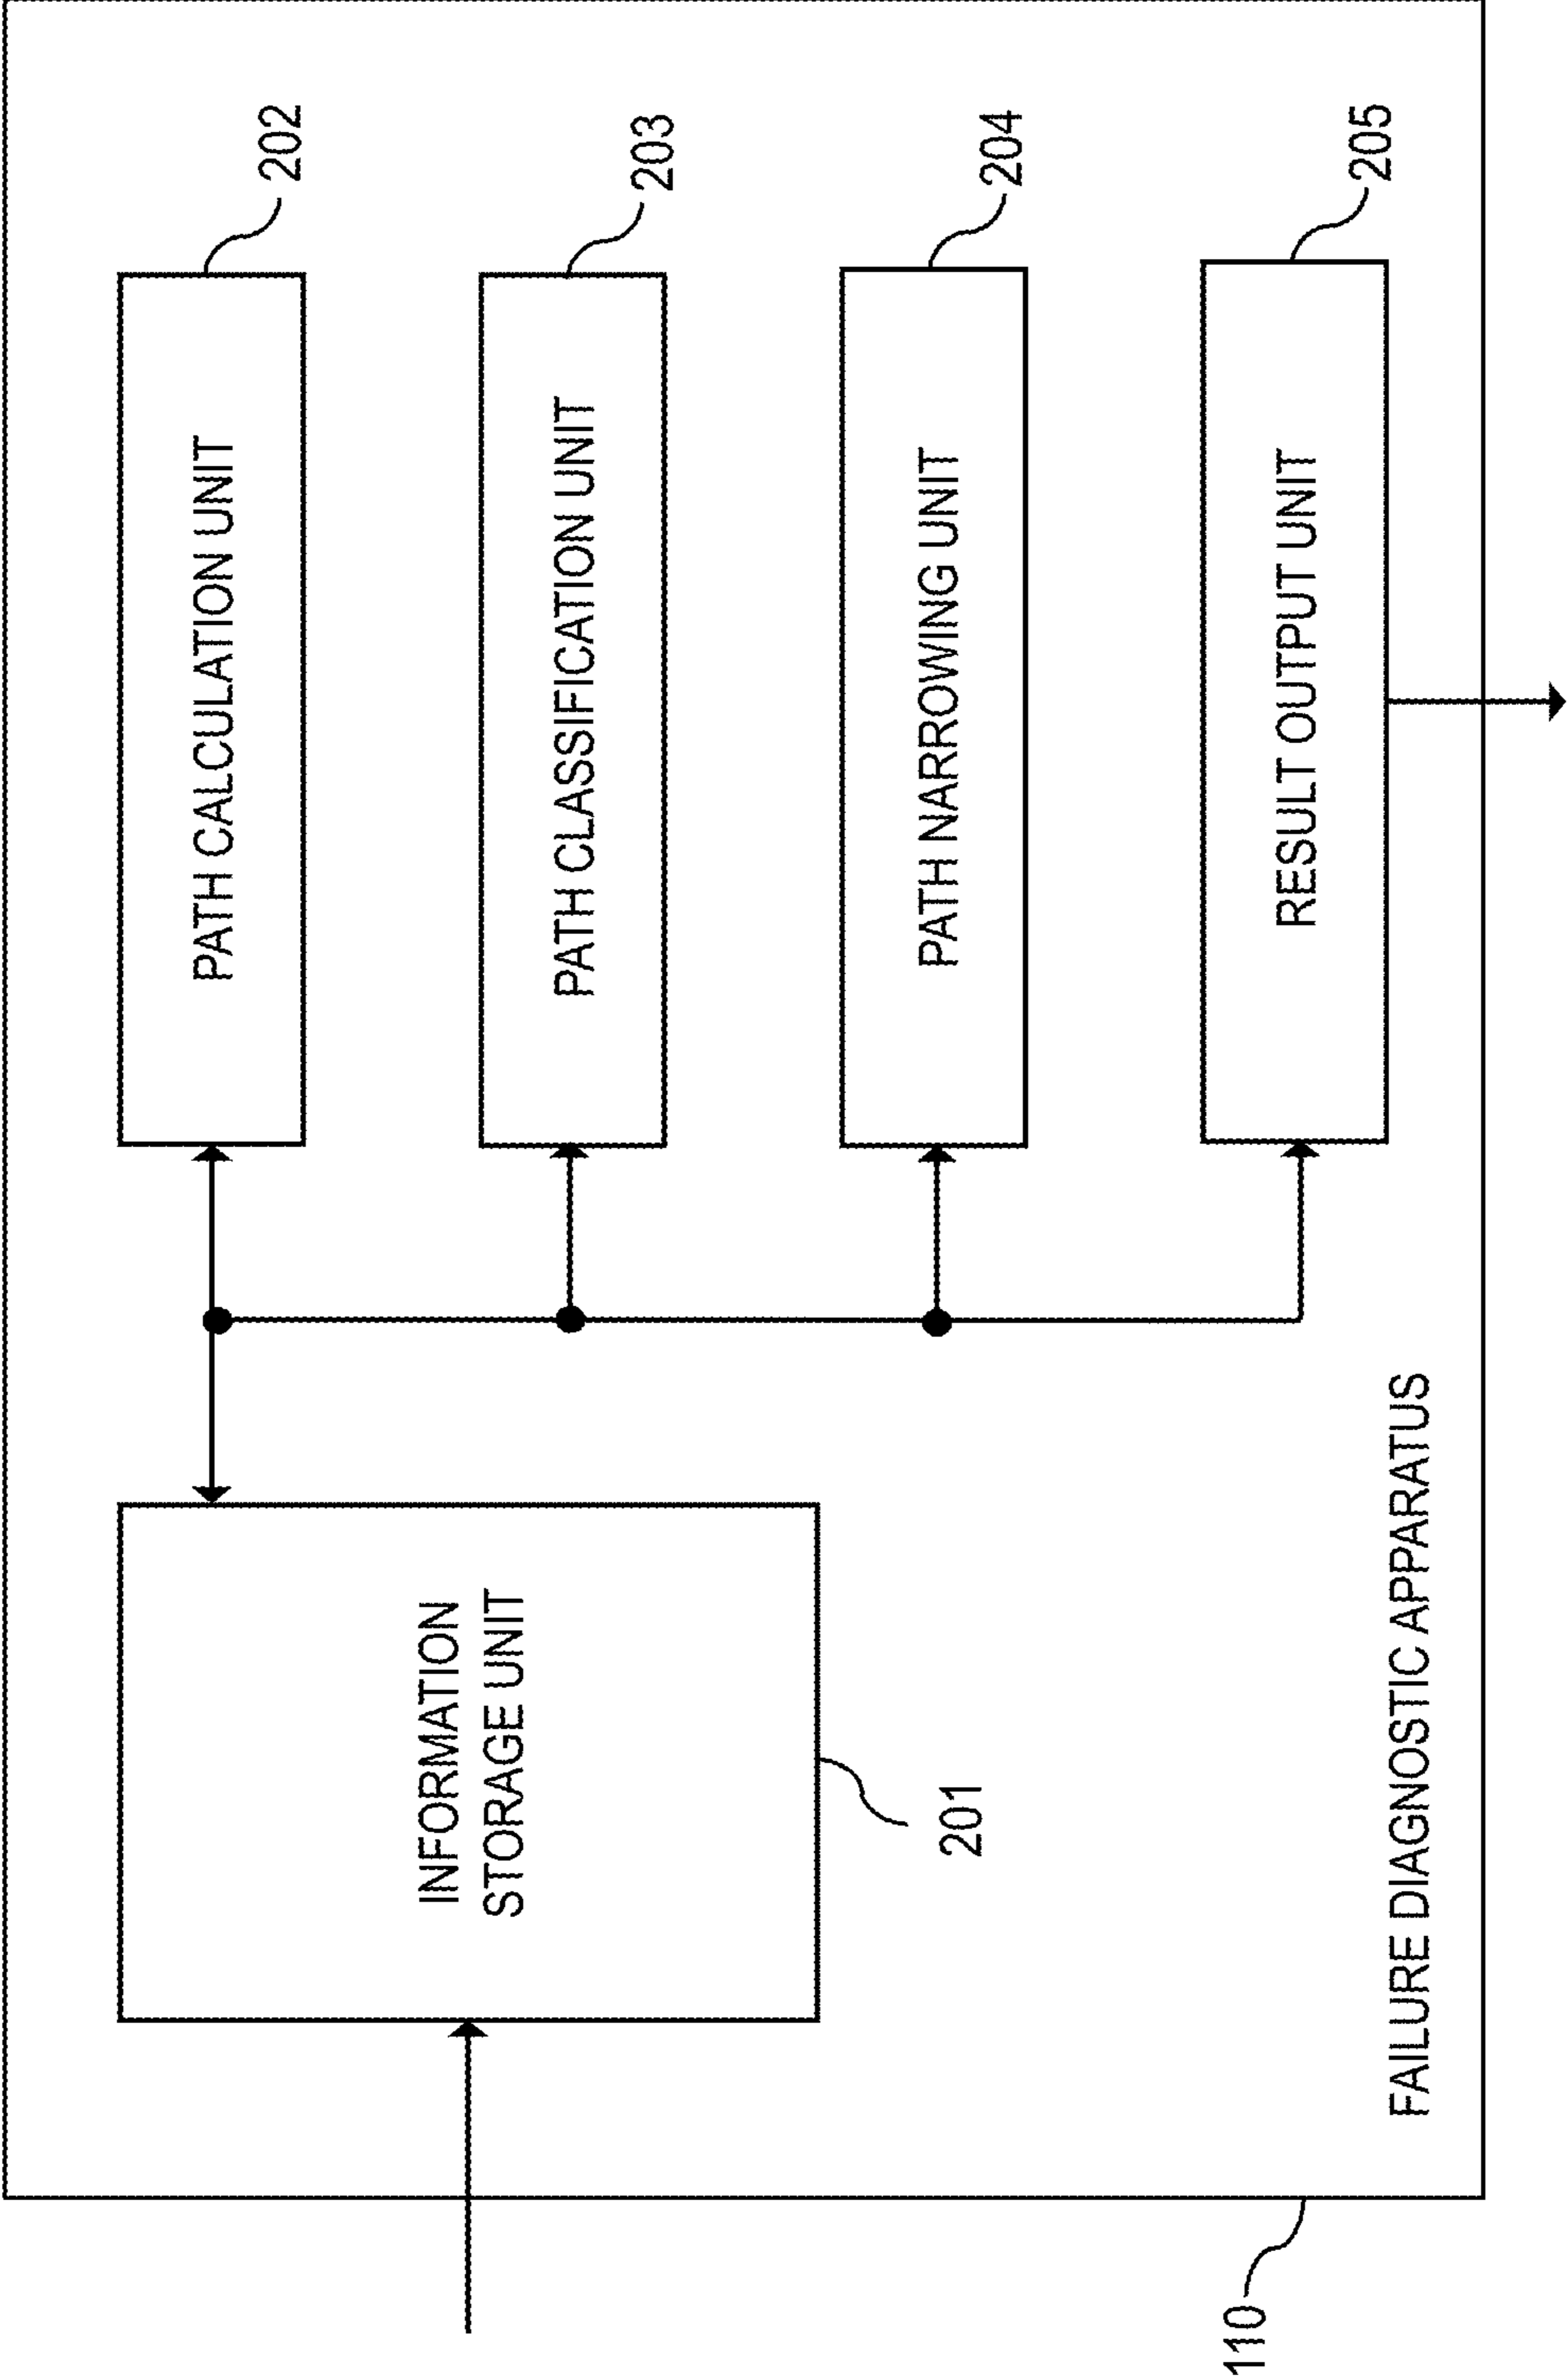 110
INFORMATION
STORAGE UNIT
201
PATH CALCULATION UNIT
202
PATH CLASSIFICATION UNIT
203
PATH NARROWING UNIT
204
RESULT OUTPUT UNIT
205
FAILURE DIAGNOSTIC APPARATUS